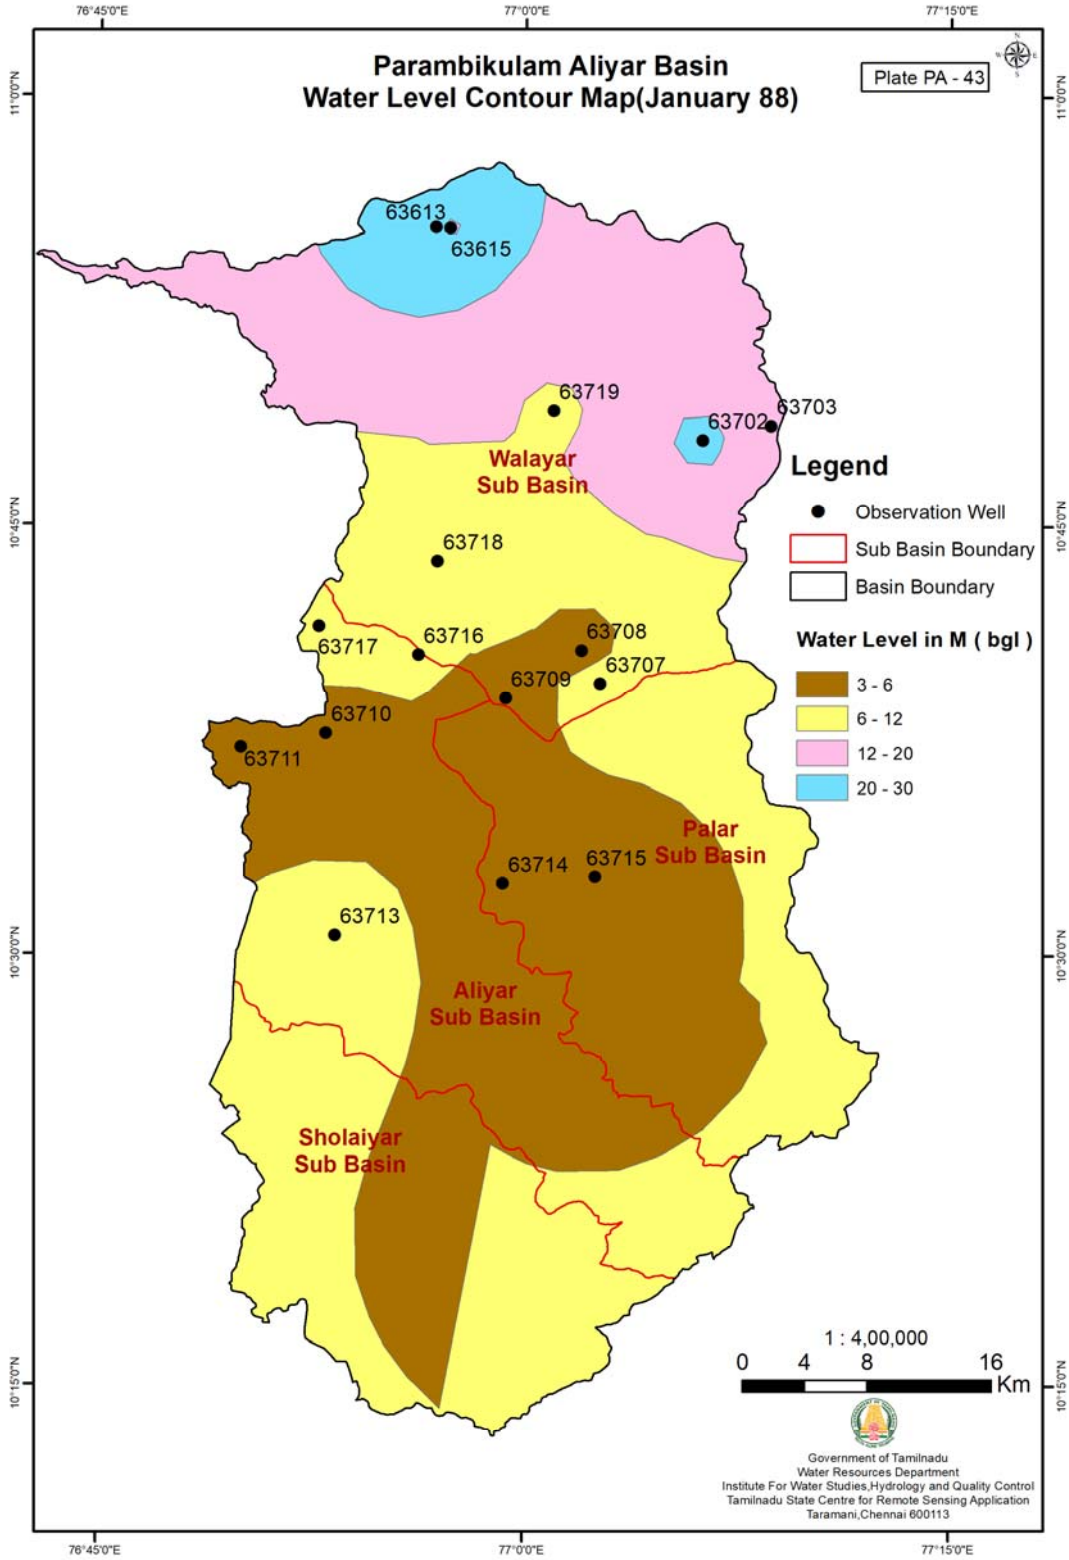 76°45'0"E
77°0'0"E
77°15'0"E
Parambikulam Aliyar Basin
Water Level Contour Map(January 88)
Plate PA - 43
N
W
E
S
11°0'0"N
11°0'0"N
63613
63615
63719
63702
63703
Walayar
Sub Basin
Legend
Observation Well
Sub Basin Boundary
Basin Boundary
10°45'0"N
10°45'0"N
63718
63717
63716
63708
63707
63709
63710
63711
Water Level in M ( bgl )
3 - 6
6 - 12
12 - 20
20 - 30
Palar
Sub Basin
63714
63715
63713
10°30'0"N
10°30'0"N
Aliyar
Sub Basin
Sholaiyar
Sub Basin
1 : 4,00,000
0 4 8 16
Km
10°15'0"N
10°15'0"N
Government of Tamilnadu
Water Resources Department
Institute For Water Studies,Hydrology and Quality Control
Tamilnadu State Centre for Remote Sensing Application
Taramani,Chennai 600113
76°45'0"E
77°0'0"E
77°15'0"E